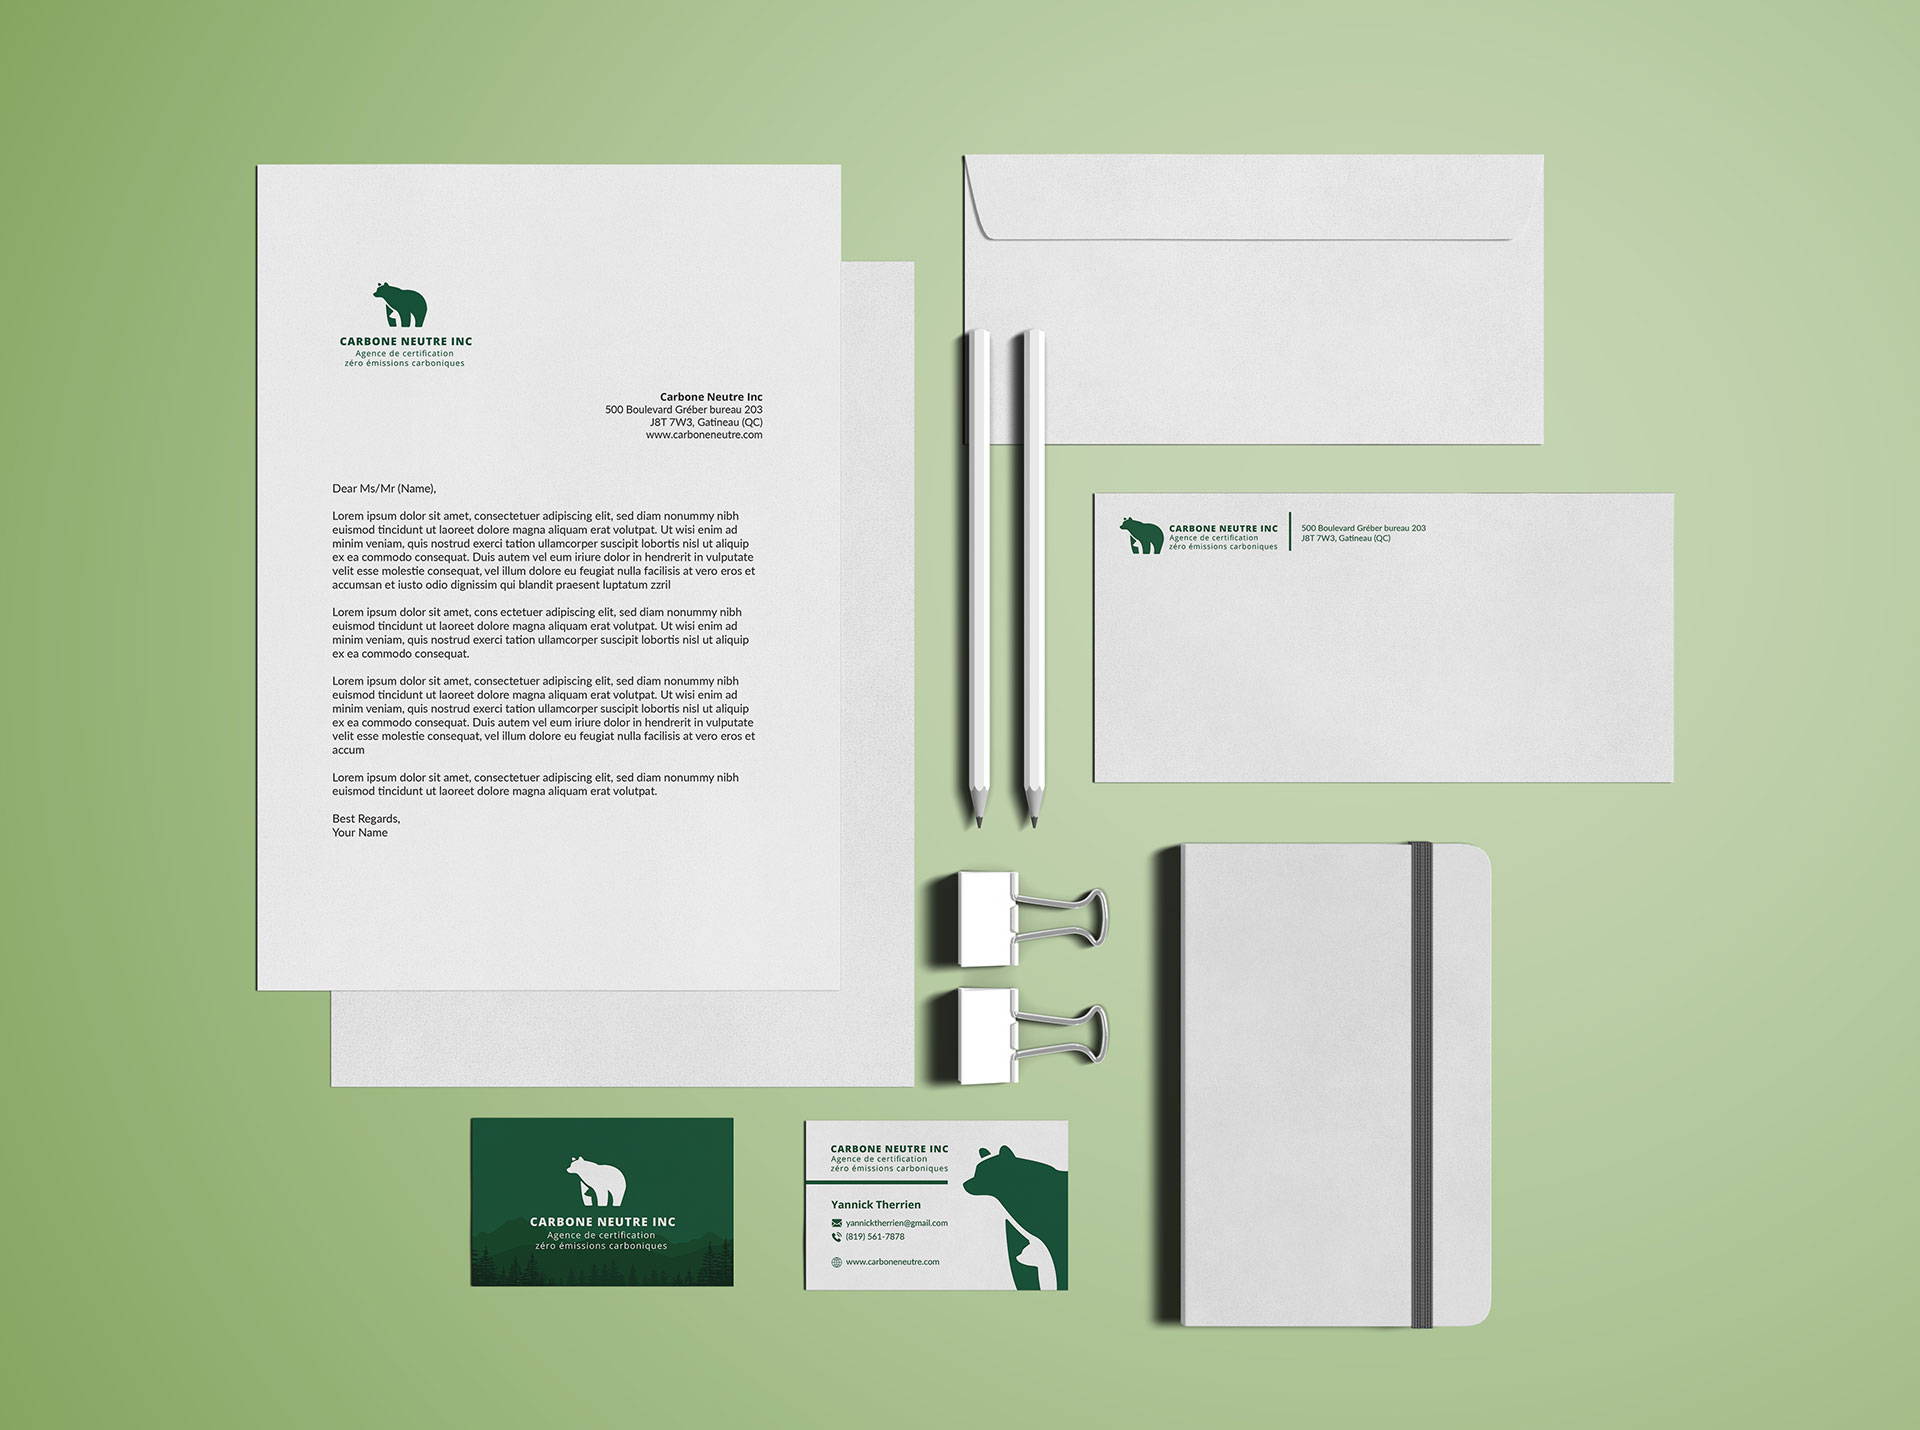 CARBONE NEUTRE INC
Agence de certification
zéro émissions carboniques
Carbone Neutre Inc
500 Boulevard Gréber bureau 203
J8T 7W3, Gatineau (QC)
www.carboneneutre.com
Dear Ms/Mr (Name),
Lorem ipsum dolor sit amet, consectetuer adipiscing elit, sed diam nonummy nibh
euismod tincidunt ut laoreet dolore magna aliquam erat volutpat. Ut wisi enim ad
minim veniam, quis nostrud exerci tation ullamcorper suscipit lobortis nisl ut aliquip
ex ea commodo consequat. Duis autem vel eum iriure dolor in hendrerit in vulputate
velit esse molestie consequat, vel illum dolore eu feugiat nulla facilisis at vero eros et
accumsan et iusto odio dignissim qui blandit praesent luptatum zzril
Lorem ipsum dolor sit amet, cons ectetuer adipiscing elit, sed diam nonummy nibh
euismod tincidunt ut laoreet dolore magna aliquam erat volutpat. Ut wisi enim ad
minim veniam, quis nostrud exerci tation ullamcorper suscipit lobortis nisl ut aliquip
ex ea commodo consequat.
Lorem ipsum dolor sit amet, consectetuer adipiscing elit, sed diam nonummy nibh
euismod tincidunt ut laoreet dolore magna aliquam erat volutpat. Ut wisi enim ad
minim veniam, quis nostrud exerci tation ullamcorper suscipit lobortis nisl ut aliquip
ex ea commodo consequat. Duis autem vel eum iriure dolor in hendrerit in vulputate
velit esse molestie consequat, vel illum dolore eu feugiat nulla facilisis at vero eros et
accum
Lorem ipsum dolor sit amet, consectetuer adipiscing elit, sed diam nonummy nibh
euismod tincidunt ut laoreet dolore magna aliquam erat volutpat.
Best Regards,
Your Name
CARBONE NEUTRE INC
Agence de certification
zéro émissions carboniques
500 Boulevard Gréber bureau 203
J8T 7W3, Gatineau (QC)
CARBONE NEUTRE INC
Agence de certification
zéro émissions carboniques
CARBONE NEUTRE INC
Agence de certification
zéro émissions carboniques
Yannick Therrien
yannicktherrien@gmail.com
(819) 561-7878
www.carboneneutre.com